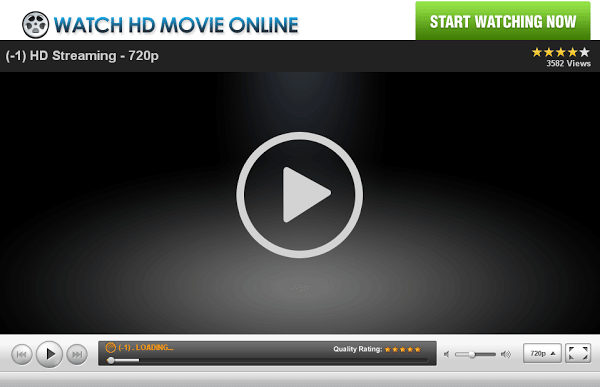 WATCH HD MOVIE ONLINE
START WATCHING NOW
(-1) HD Streaming - 720p
3582 Views
(-1) . LOADING...
Quality Rating:
720p